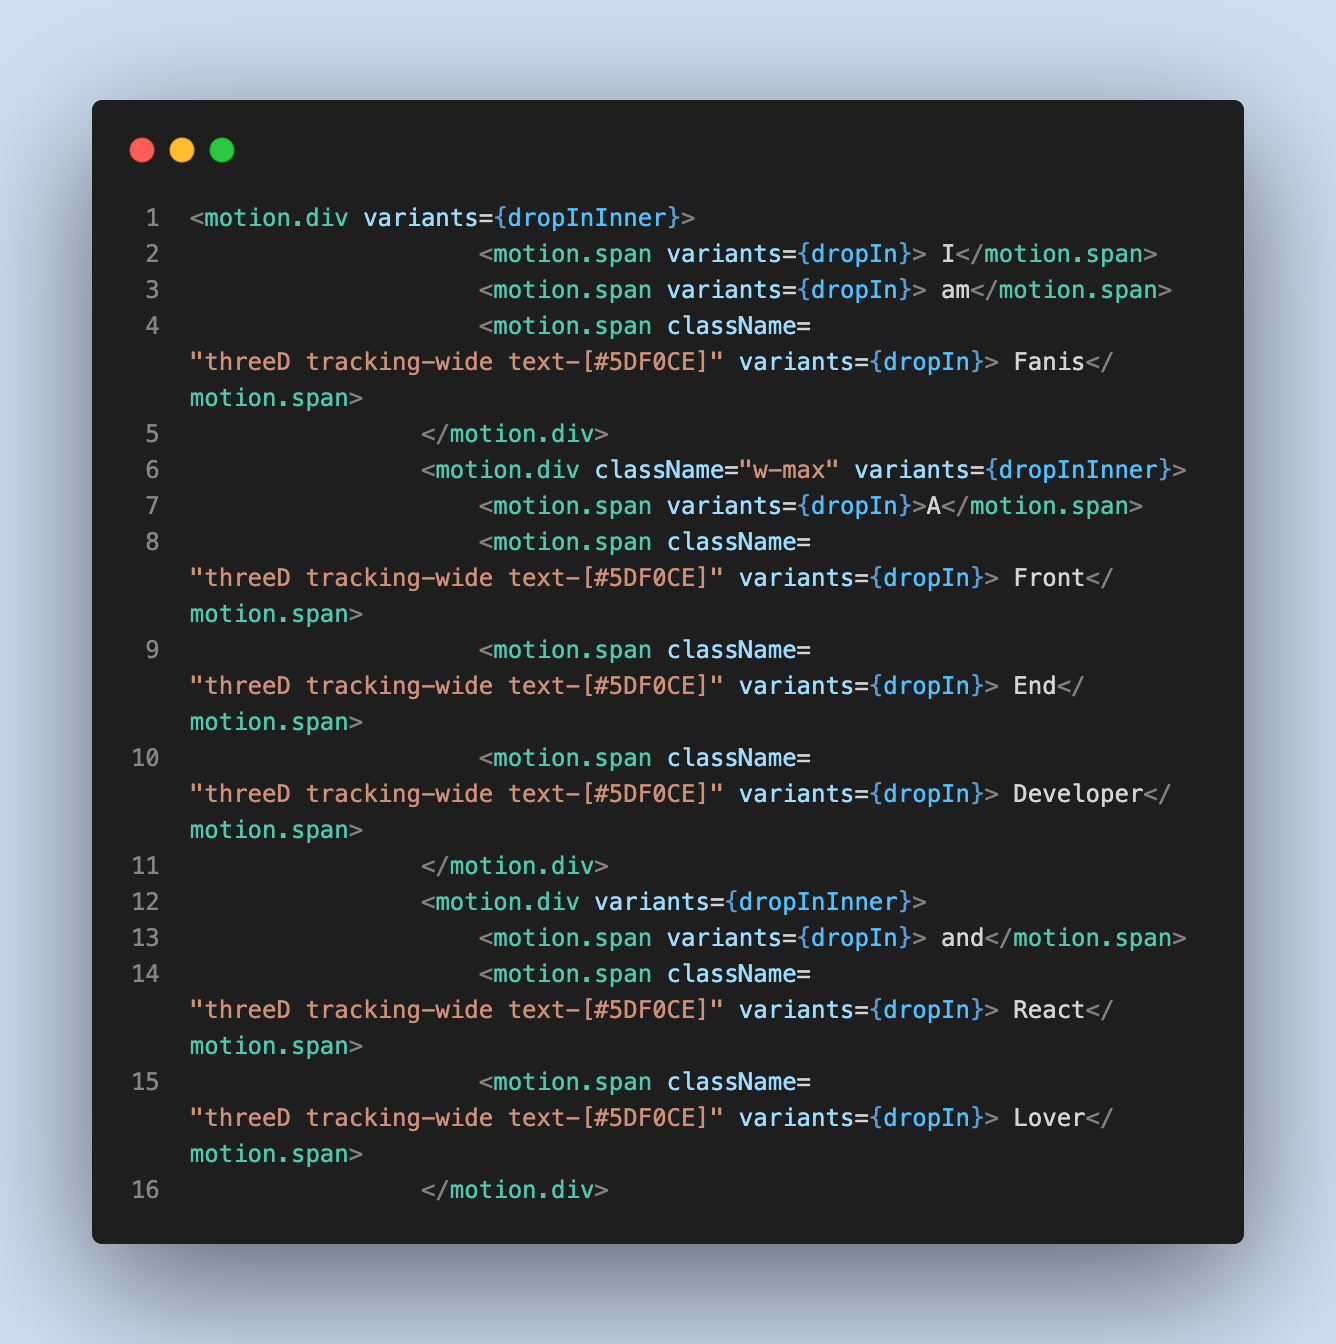 1 <motion.div variants={dropInInner}>
2 <motion.span variants={dropIn}> I</motion.span>
3 <motion.span variants={dropIn}> am</motion.span>
4 <motion.span className=
"threeD tracking-wide text-[#5DF0CE]" variants={dropIn}> Fanis</
motion.span>
5 </motion.div>
6 <motion.div className="w-max" variants={dropInInner}>
7 <motion.span variants={dropIn}>A</motion.span>
8 <motion.span className=
"threeD tracking-wide text-[#5DF0CE]" variants={dropIn}> Front</
motion.span>
9 <motion.span className=
"threeD tracking-wide text-[#5DF0CE]" variants={dropIn}> End</
motion.span>
10 <motion.span className=
"threeD tracking-wide text-[#5DF0CE]" variants={dropIn}> Developer</
motion.span>
11 </motion.div>
12 <motion.div variants={dropInInner}>
13 <motion.span variants={dropIn}> and</motion.span>
14 <motion.span className=
"threeD tracking-wide text-[#5DF0CE]" variants={dropIn}> React</
motion.span>
15 <motion.span className=
"threeD tracking-wide text-[#5DF0CE]" variants={dropIn}> Lover</
motion.span>
16 </motion.div>